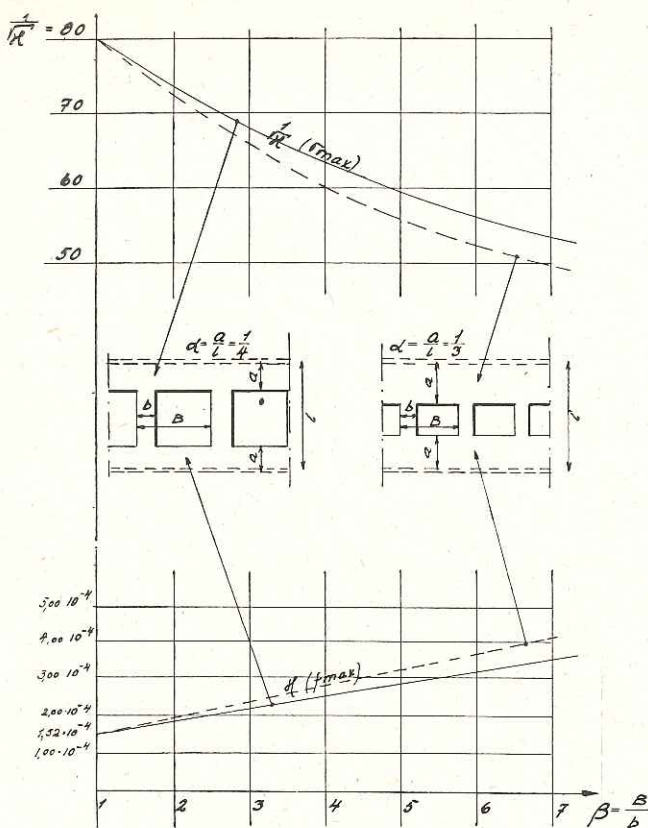 1/√ϰ = 80
70
60
50
1/√ϰ (σmax)
α = a/l = 1/4
α = a/l = 1/3
a
a
b
B
b
B
l
l
a
a
5,00·10⁻⁴
4,00·10⁻⁴
3,00·10⁻⁴
2,00·10⁻⁴
1,52·10⁻⁴
1,00·10⁻⁴
ϰ (fmax)
1 2 3 4 5 6 7 β = B/b